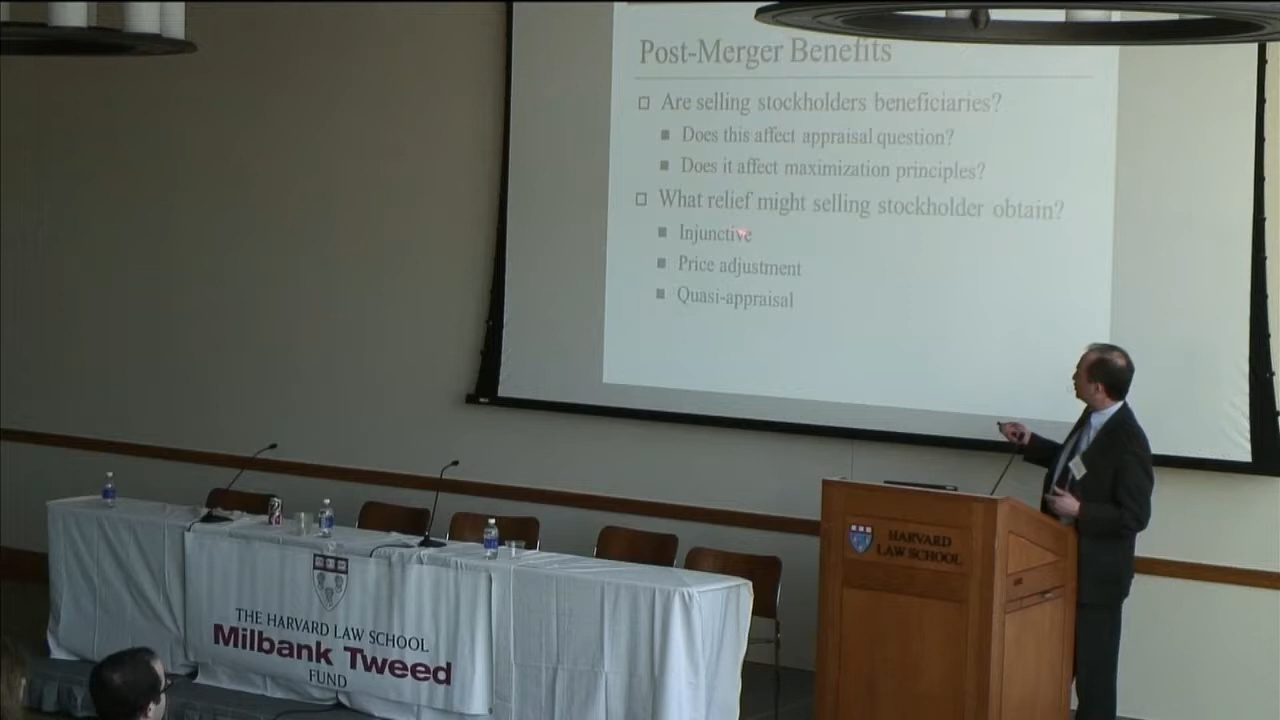 Post-Merger Benefits
Are selling stockholders beneficiaries?
Does this affect appraisal question?
Does it affect maximization principles?
What relief might selling stockholder obtain?
Injunctive
Price adjustment
Quasi-appraisal
HARVARD
LAW SCHOOL
THE HARVARD LAW SCHOOL
Milbank Tweed
FUND